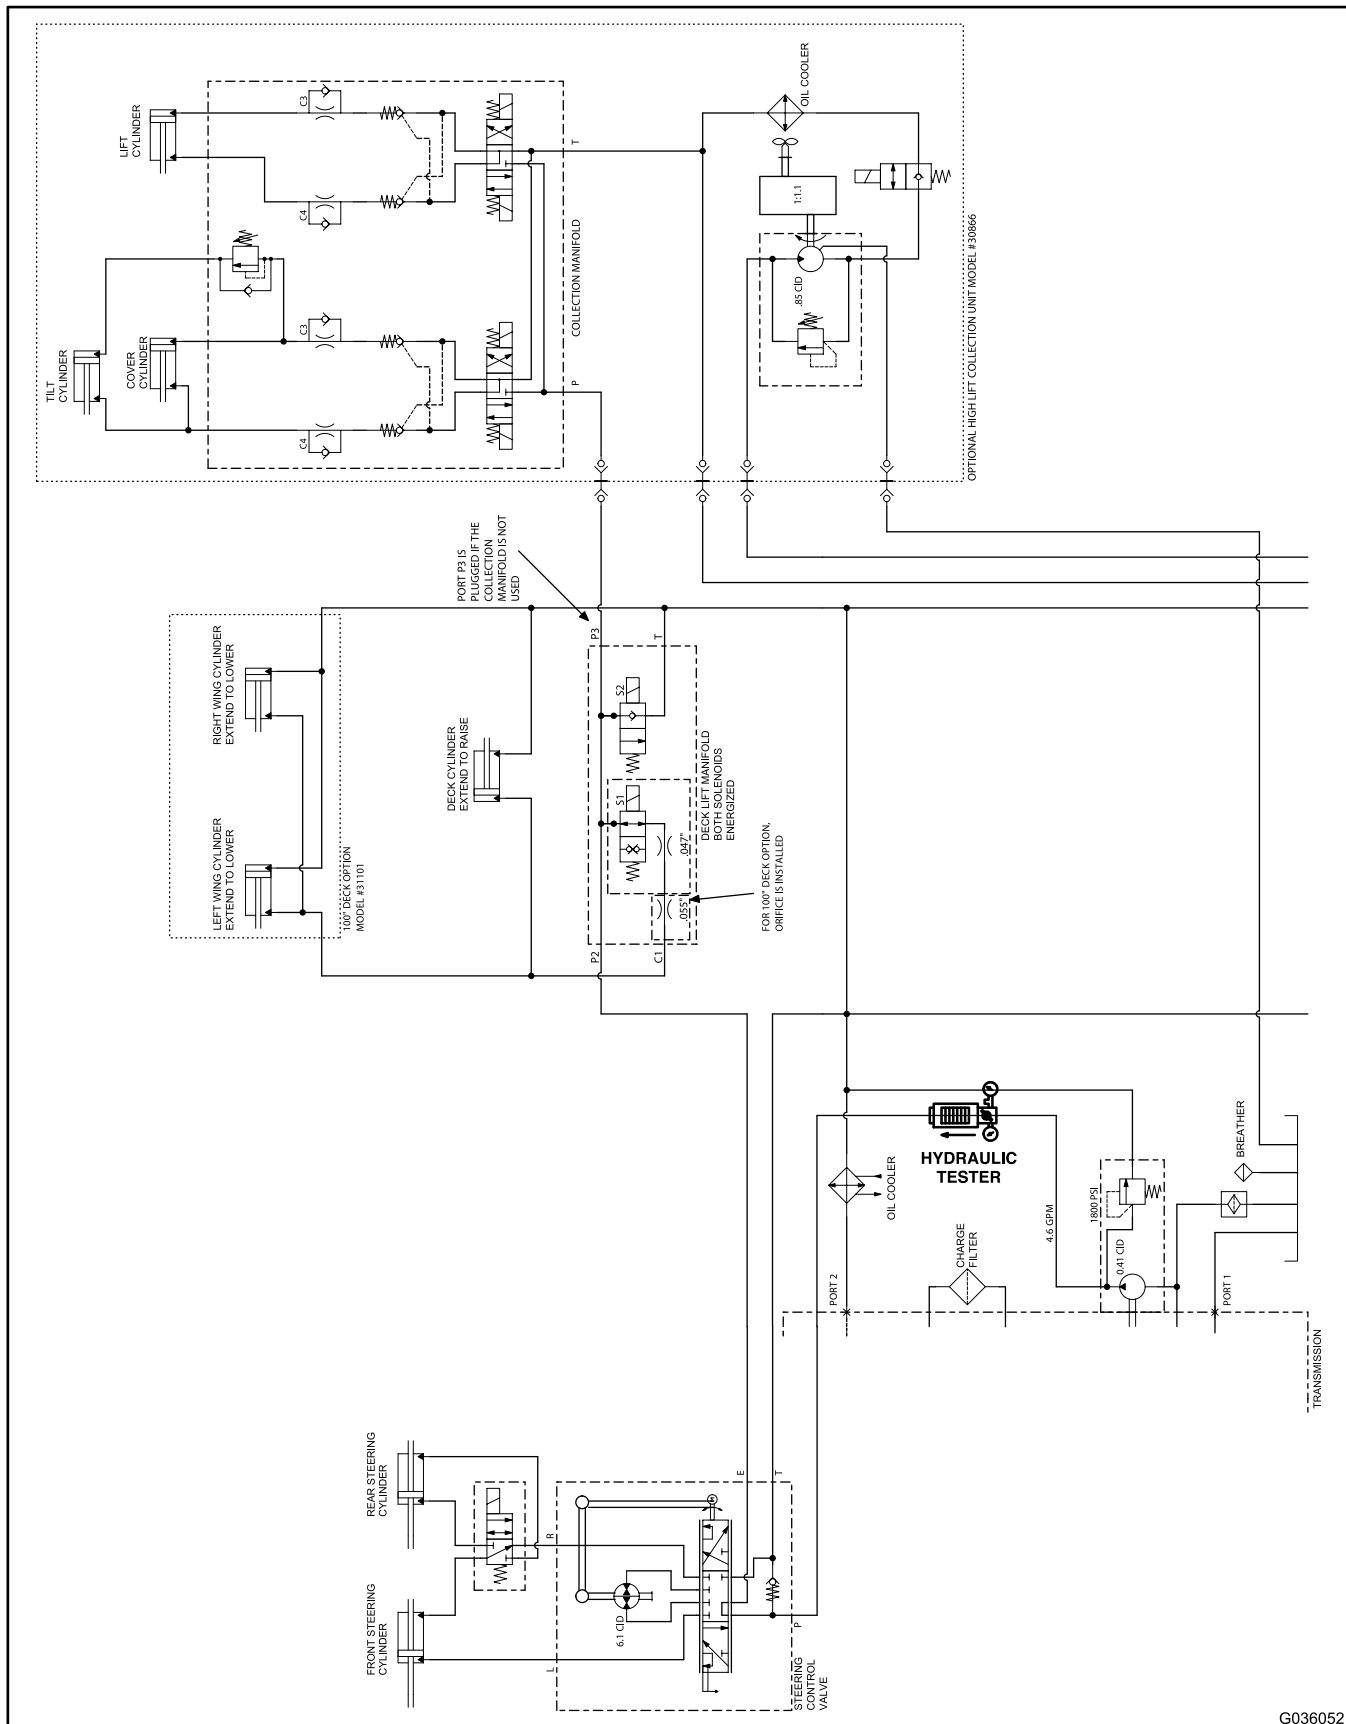 LIFT
CYLINDER
C3
C4
TILT
CYLINDER
COVER
CYLINDER
C3
C4
T
P
COLLECTION MANIFOLD
OIL COOLER
1:1.1
.85 CID
OPTIONAL HIGH LIFT COLLECTION UNIT MODEL #30866
PORT P3 IS
PLUGGED IF THE
COLLECTION
MANIFOLD IS NOT
USED
RIGHT WING CYLINDER
EXTEND TO LOWER
LEFT WING CYLINDER
EXTEND TO LOWER
100" DECK OPTION
MODEL #31101
DECK CYLINDER
EXTEND TO RAISE
P3
T
S2
S1
.047"
.055"
P2
C1
DECK LIFT MANIFOLD
BOTH SOLENOIDS
ENERGIZED
FOR 100" DECK OPTION,
ORIFICE IS INSTALLED
HYDRAULIC
TESTER
OIL COOLER
BREATHER
4.6 GPM
1800 PSI
0.41 CID
CHARGE
FILTER
PORT 2
PORT 1
TRANSMISSION
REAR STEERING
CYLINDER
FRONT STEERING
CYLINDER
R
L
E
T
P
6.1 CID
STEERING
CONTROL
VALVE
G036052